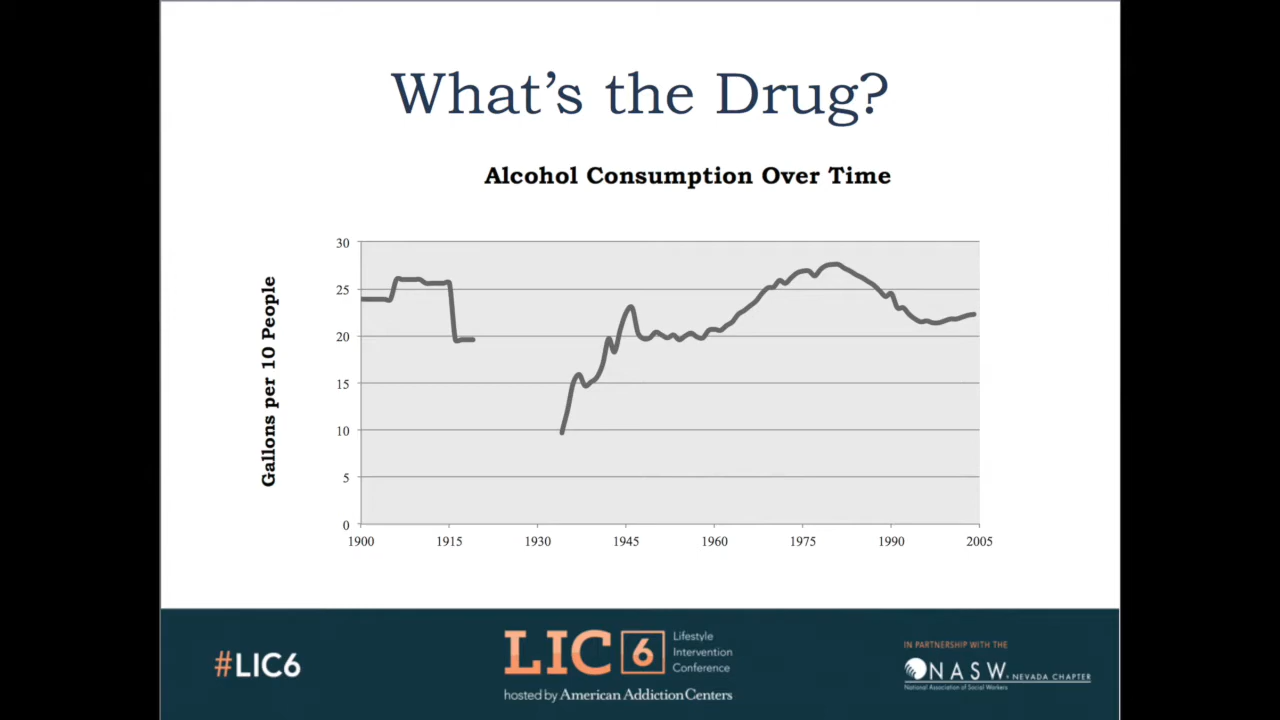 What's the Drug?
Alcohol Consumption Over Time
Gallons per 10 People
30
25
20
15
10
5
0
1900 1915 1930 1945 1960 1975 1990 2005
#LIC6
LIC 6
Lifestyle
Intervention
Conference
hosted by American Addiction Centers
IN PARTNERSHIP WITH THE
NASW · NEVADA CHAPTER
National Association of Social Workers